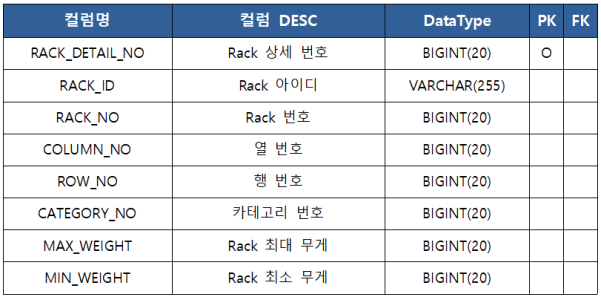 컬럼명 컬럼 DESC DataType PK FK
RACK_DETAIL_NO Rack 상세 번호 BIGINT(20) O
RACK_ID Rack 아이디 VARCHAR(255)
RACK_NO Rack 번호 BIGINT(20)
COLUMN_NO 열 번호 BIGINT(20)
ROW_NO 행 번호 BIGINT(20)
CATEGORY_NO 카테고리 번호 BIGINT(20)
MAX_WEIGHT Rack 최대 무게 BIGINT(20)
MIN_WEIGHT Rack 최소 무게 BIGINT(20)